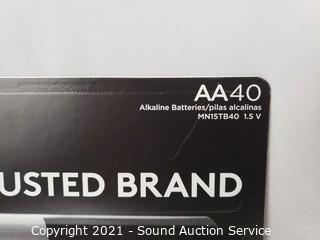 AA40
Alkaline Batteries/pilas alcalinas
MN15TB40 1.5 V
USTED BRAND
Copyright 2021 - Sound Auction Service